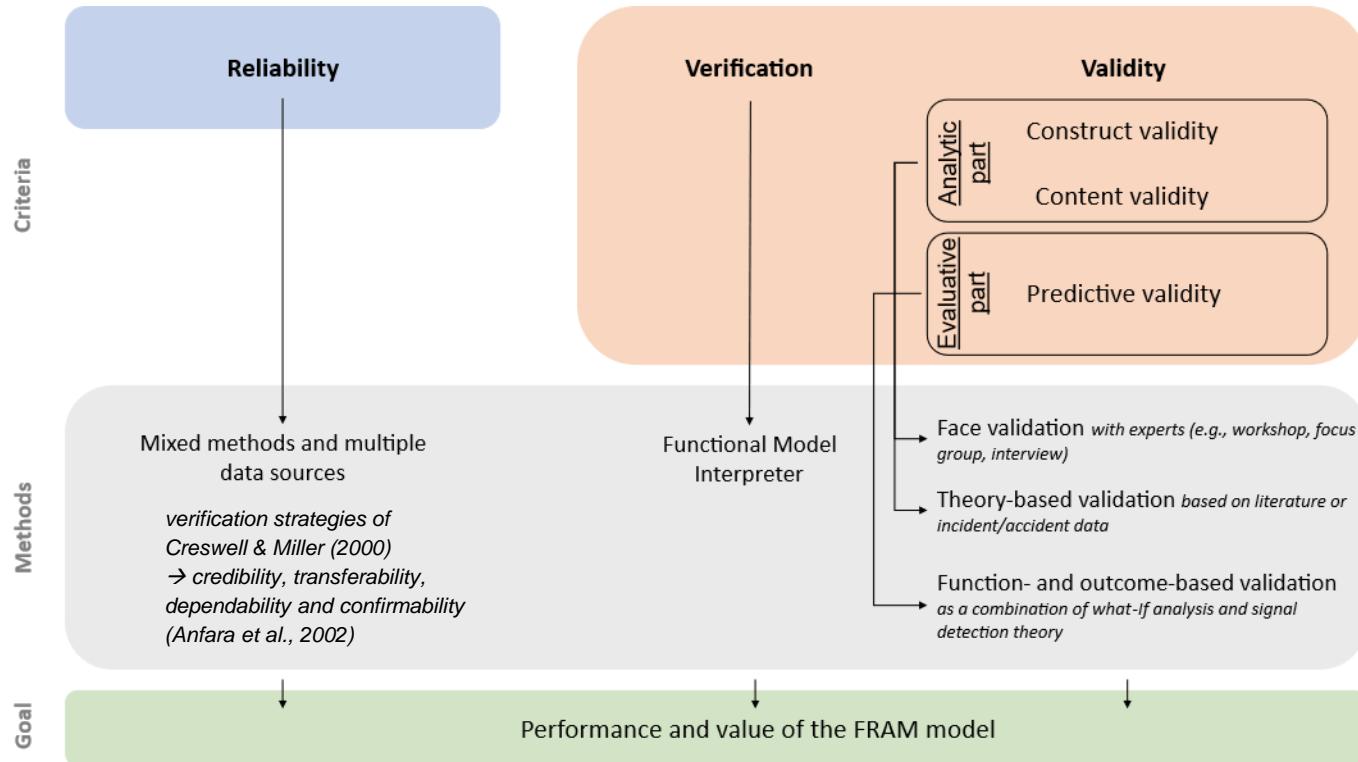 Criteria
Reliability
Verification
Validity
Analytic
part
Construct validity
Content validity
Evaluative
part
Predictive validity
Methods
Mixed methods and multiple
data sources
verification strategies of
Creswell & Miller (2000)
→ credibility, transferability,
dependability and confirmability
(Anfara et al., 2002)
Functional Model
Interpreter
Face validation with experts (e.g., workshop, focus
group, interview)
Theory-based validation based on literature or
incident/accident data
Function- and outcome-based validation
as a combination of what-If analysis and signal
detection theory
Goal
Performance and value of the FRAM model